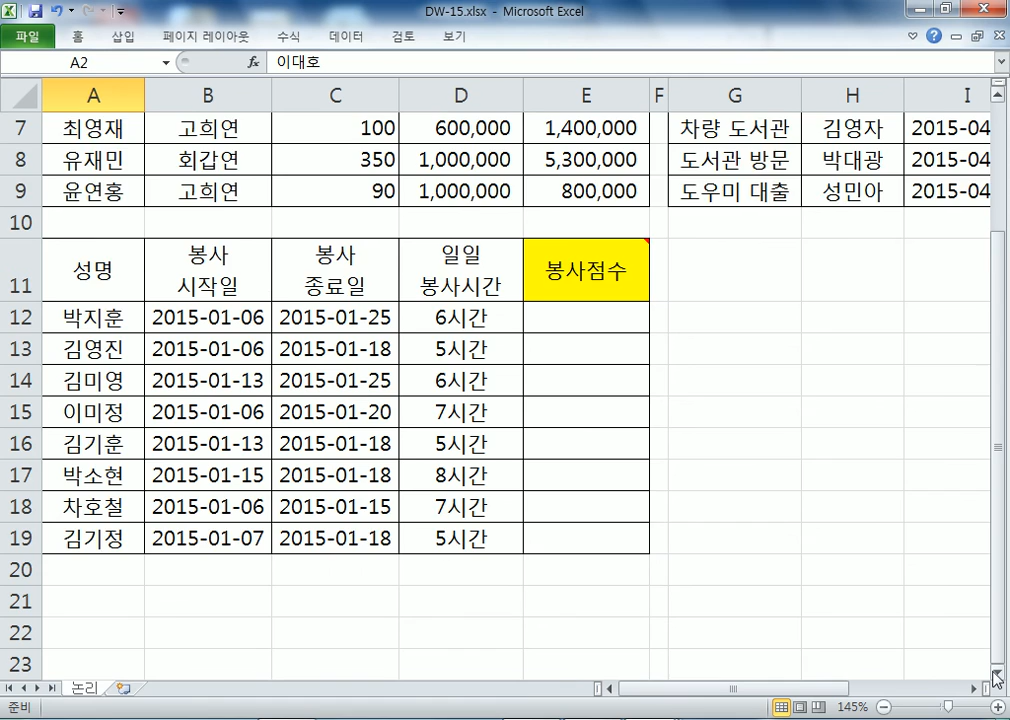 DW-15.xlsx - Microsoft Excel
파일 홈 삽입 페이지 레이아웃 수식 데이터 검토 보기
A2 fx 이대호
A B C D E F G H I
7 최영재 고희연 100 600,000 1,400,000 차량 도서관 김영자 2015-04
8 유재민 회갑연 350 1,000,000 5,300,000 도서관 방문 박대광 2015-04
9 윤연홍 고희연 90 1,000,000 800,000 도우미 대출 성민아 2015-04
10
봉사 봉사 일일
11 성명 시작일 종료일 봉사시간 봉사점수
12 박지훈 2015-01-06 2015-01-25 6시간
13 김영진 2015-01-06 2015-01-18 5시간
14 김미영 2015-01-13 2015-01-25 6시간
15 이미정 2015-01-06 2015-01-20 7시간
16 김기훈 2015-01-13 2015-01-18 5시간
17 박소현 2015-01-15 2015-01-18 8시간
18 차호철 2015-01-06 2015-01-15 7시간
19 김기정 2015-01-07 2015-01-18 5시간
20
21
22
23
논리
준비 145%